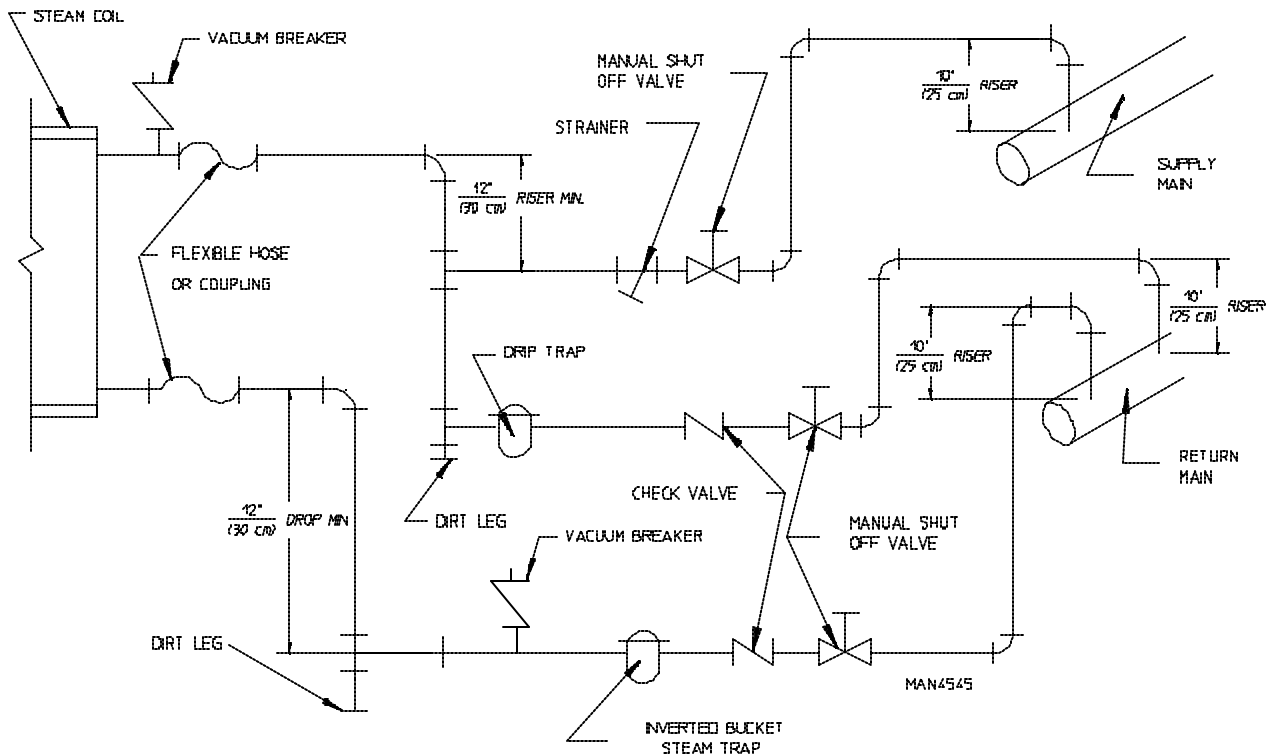 STEAM COIL
VACUUM BREAKER
MANUAL SHUT
OFF VALVE
10"
(25 cm) RISER
STRAINER
SUPPLY
MAIN
12"
(30 cm) RISER MIN.
FLEXIBLE HOSE
OR COUPLING
10"
(25 cm) RISER
10"
(25 cm) RISER
DRIP TRAP
RETURN
MAIN
CHECK VALVE
12"
(30 cm) DROP MIN
DIRT LEG
VACUUM BREAKER
MANUAL SHUT
OFF VALVE
DIRT LEG
MAN4545
INVERTED BUCKET
STEAM TRAP